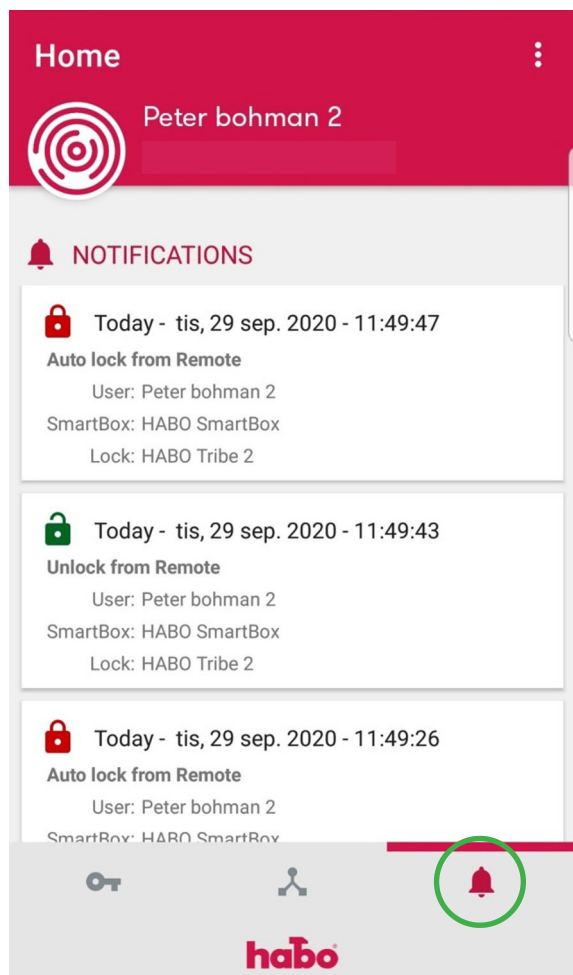 Home
Peter bohman 2
NOTIFICATIONS
Today - tis, 29 sep. 2020 - 11:49:47
Auto lock from Remote
User: Peter bohman 2
SmartBox: HABO SmartBox
Lock: HABO Tribe 2
Today - tis, 29 sep. 2020 - 11:49:43
Unlock from Remote
User: Peter bohman 2
SmartBox: HABO SmartBox
Lock: HABO Tribe 2
Today - tis, 29 sep. 2020 - 11:49:26
Auto lock from Remote
User: Peter bohman 2
SmartBox: HABO SmartBox
habo